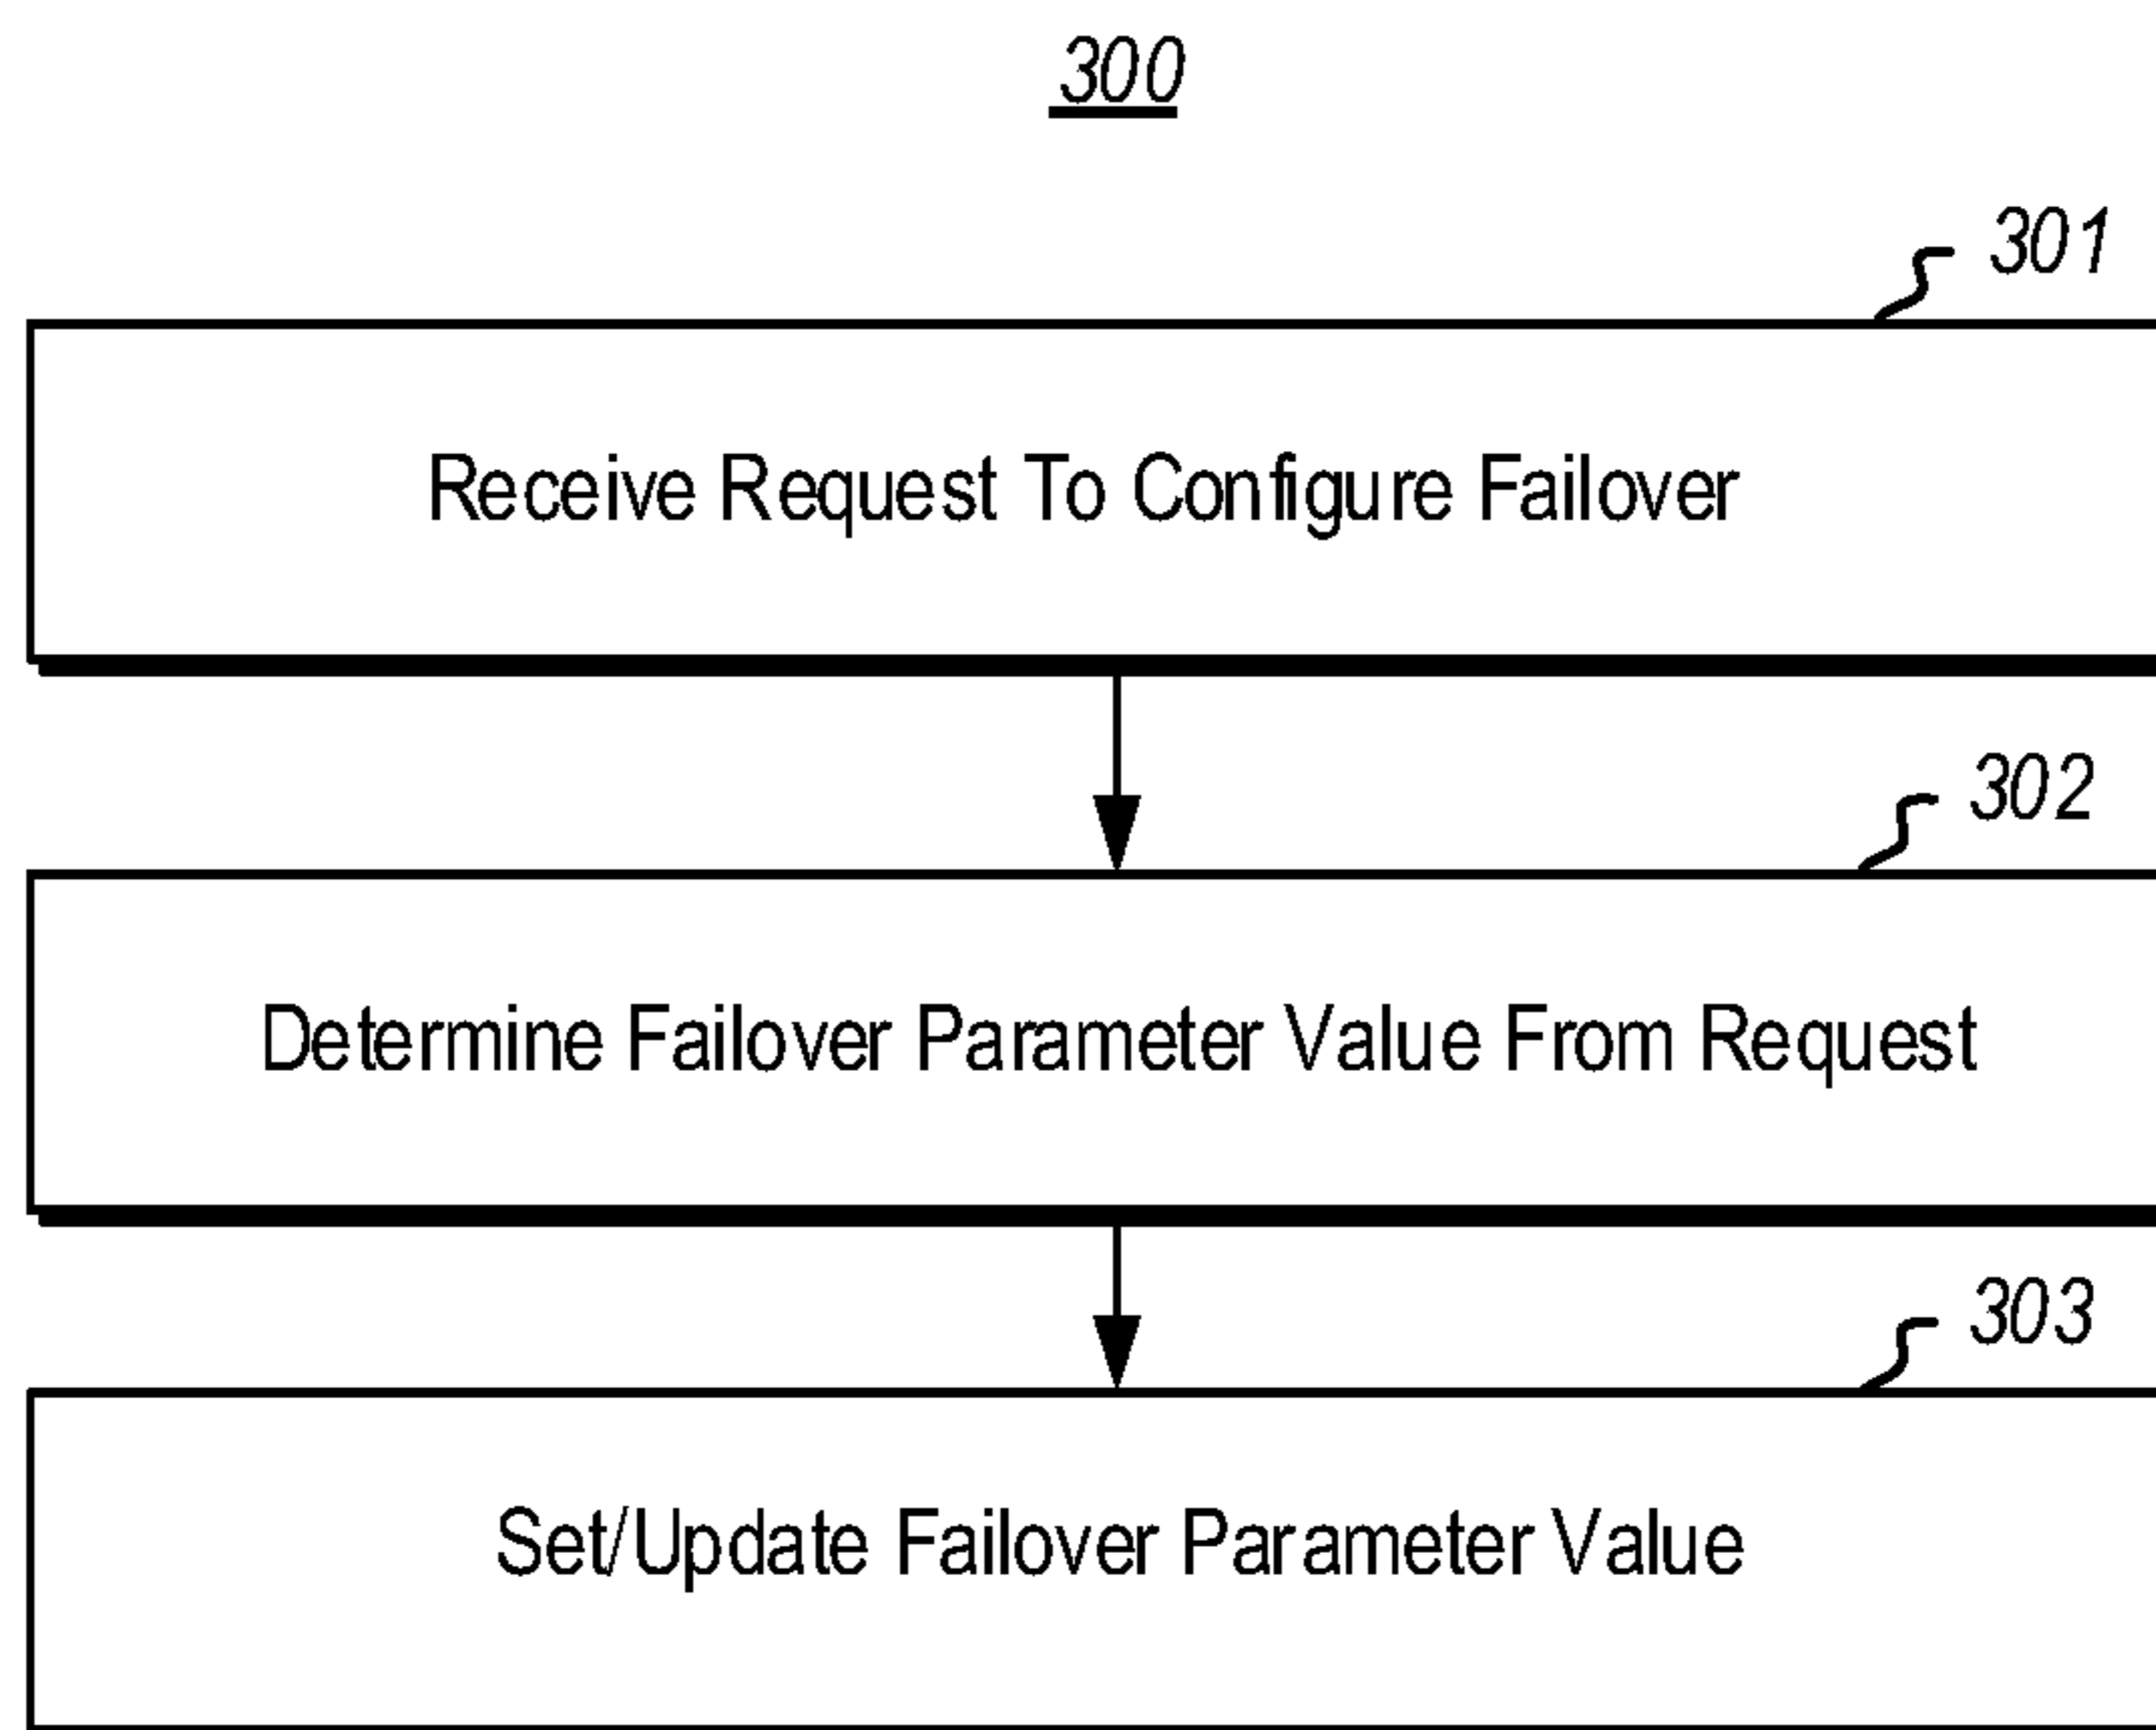 300
301
Receive Request To Configure Failover
302
Determine Failover Parameter Value From Request
303
Set/Update Failover Parameter Value